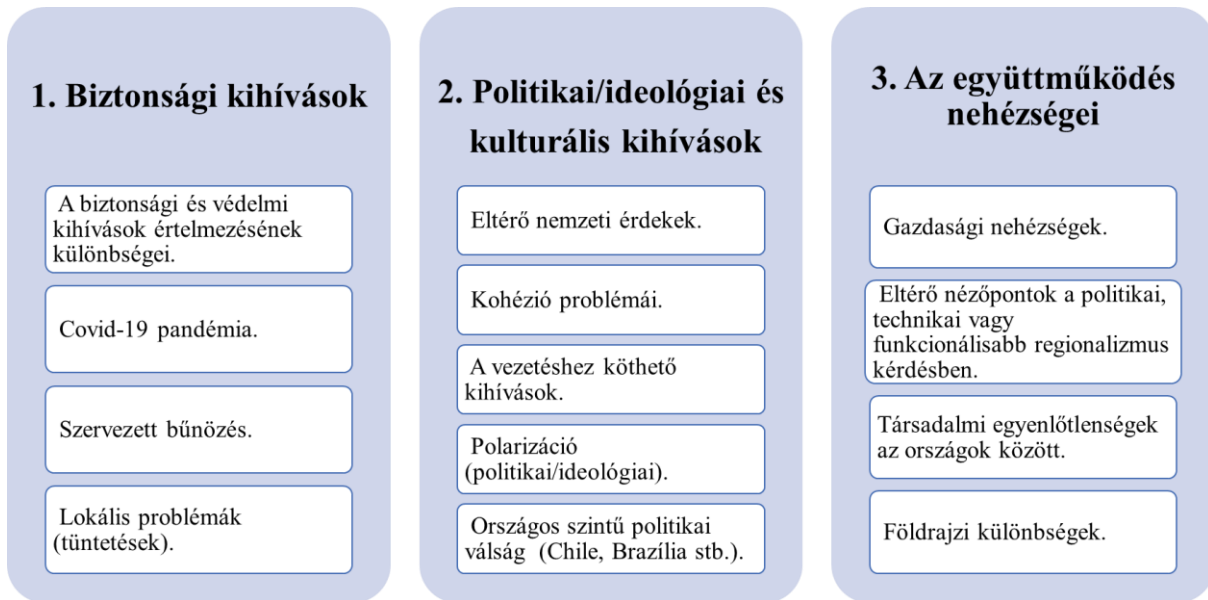 1. Biztonsági kihívások
A biztonsági és védelmi
kihívások értelmezésének
különbségei.
Covid-19 pandémia.
Szervezett bűnözés.
Lokális problémák
(tüntetések).
2. Politikai/ideológiai és
kulturális kihívások
Eltérő nemzeti érdekek.
Kohézió problémái.
A vezetéshez köthető
kihívások.
Polarizáció
(politikai/ideológiai).
Országos szintű politikai
válság (Chile, Brazília stb.).
3. Az együttműködés
nehézségei
Gazdasági nehézségek.
Eltérő nézőpontok a politikai,
technikai vagy
funkcionálisabb regionalizmus
kérdésben.
Társadalmi egyenlőtlenségek
az országok között.
Földrajzi különbségek.